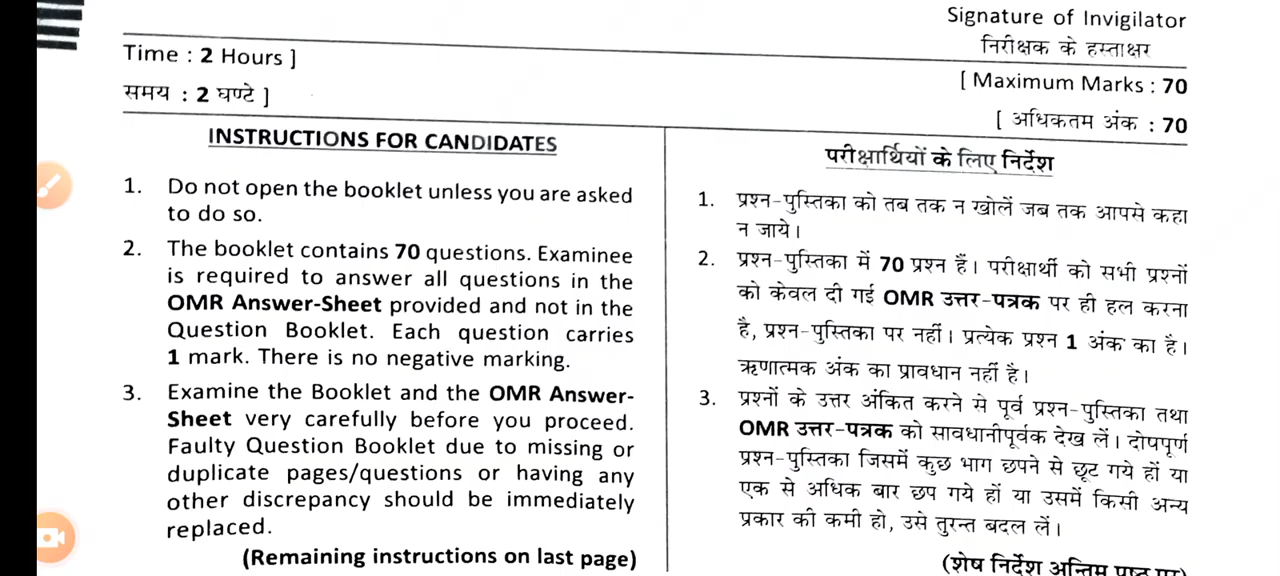 Signature of Invigilator
निरीक्षक के हस्ताक्षर
Time : 2 Hours ]
[ Maximum Marks : 70
समय : 2 घण्टे ]
[ अधिकतम अंक : 70
INSTRUCTIONS FOR CANDIDATES
1. Do not open the booklet unless you are asked
to do so.
2. The booklet contains 70 questions. Examinee
is required to answer all questions in the
OMR Answer-Sheet provided and not in the
Question Booklet. Each question carries
1 mark. There is no negative marking.
3. Examine the Booklet and the OMR Answer-
Sheet very carefully before you proceed.
Faulty Question Booklet due to missing or
duplicate pages/questions or having any
other discrepancy should be immediately
replaced.
(Remaining instructions on last page)
परीक्षार्थियों के लिए निर्देश
1. प्रश्न-पुस्तिका को तब तक न खोलें जब तक आपसे कहा
न जाये।
2. प्रश्न-पुस्तिका में 70 प्रश्न हैं। परीक्षार्थी को सभी प्रश्नों
को केवल दी गई OMR उत्तर-पत्रक पर ही हल करना
है, प्रश्न-पुस्तिका पर नहीं। प्रत्येक प्रश्न 1 अंक का है।
ऋणात्मक अंक का प्रावधान नहीं है।
3. प्रश्नों के उत्तर अंकित करने से पूर्व प्रश्न-पुस्तिका तथा
OMR उत्तर-पत्रक को सावधानीपूर्वक देख लें। दोषपूर्ण
प्रश्न-पुस्तिका जिसमें कुछ भाग छपने से छूट गये हों या
एक से अधिक बार छप गये हों या उसमें किसी अन्य
प्रकार की कमी हो, उसे तुरन्त बदल लें।
(शेष निर्देश अन्तिम पृष्ठ पर)